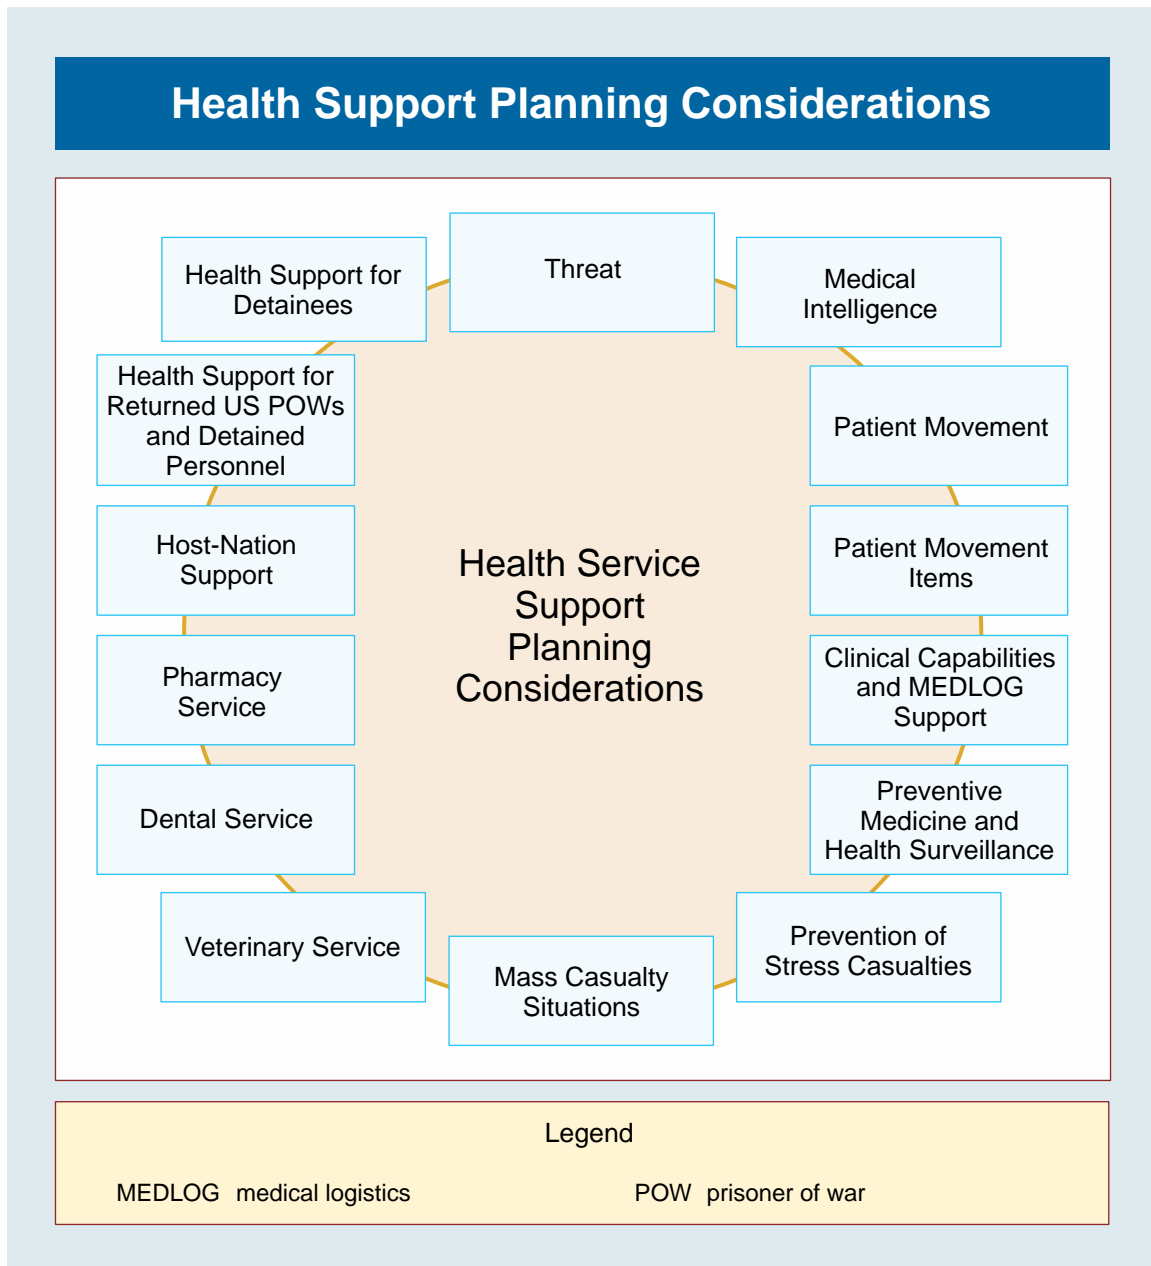 Health Support Planning Considerations
Threat
Medical
Intelligence
Patient Movement
Patient Movement
Items
Clinical Capabilities
and MEDLOG
Support
Preventive
Medicine and
Health Surveillance
Prevention of
Stress Casualties
Mass Casualty
Situations
Veterinary Service
Dental Service
Pharmacy
Service
Host-Nation
Support
Health Support for
Returned US POWs
and Detained
Personnel
Health Support for
Detainees
Health Service
Support
Planning
Considerations
Legend
MEDLOG medical logistics
POW prisoner of war